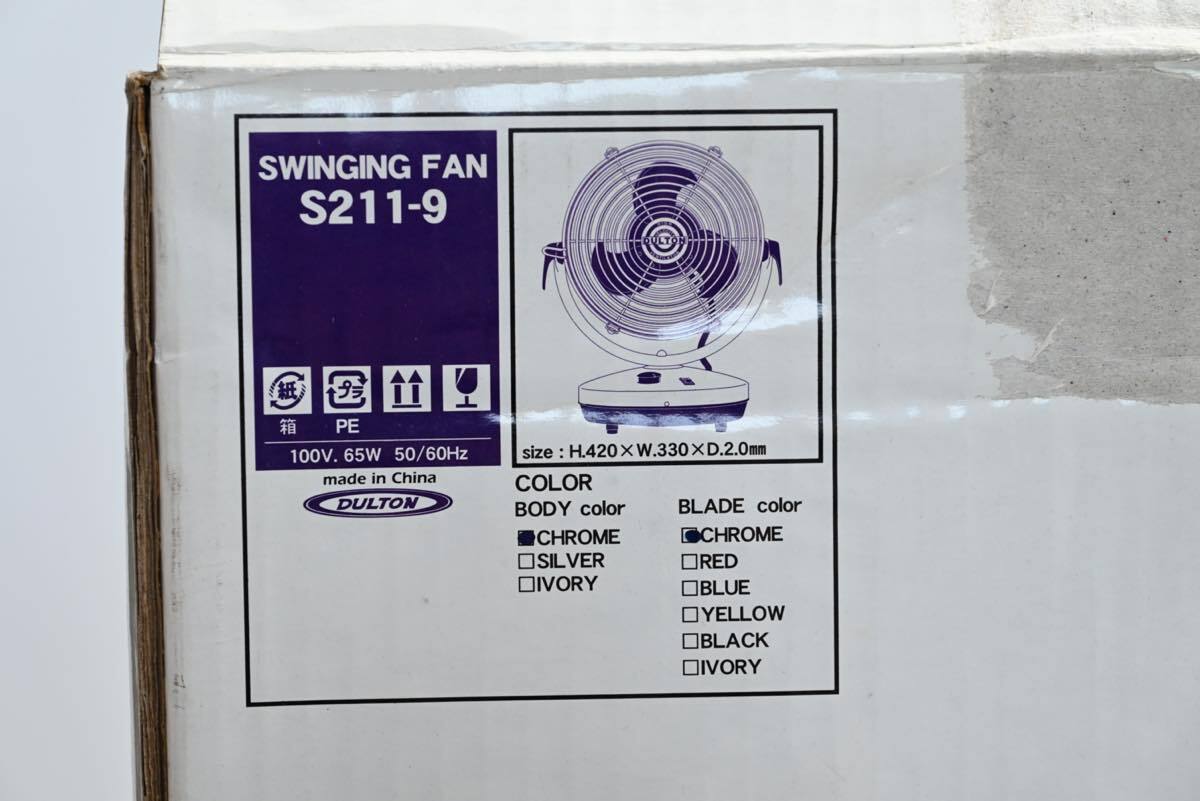 SWINGING FAN
S211-9
紙
プラ
箱
PE
100V. 65W 50/60Hz
made in China
DULTON
DULTON
size : H.420×W.330×D.2.0mm
COLOR
BODY color
CHROME
SILVER
IVORY
BLADE color
CHROME
RED
BLUE
YELLOW
BLACK
IVORY